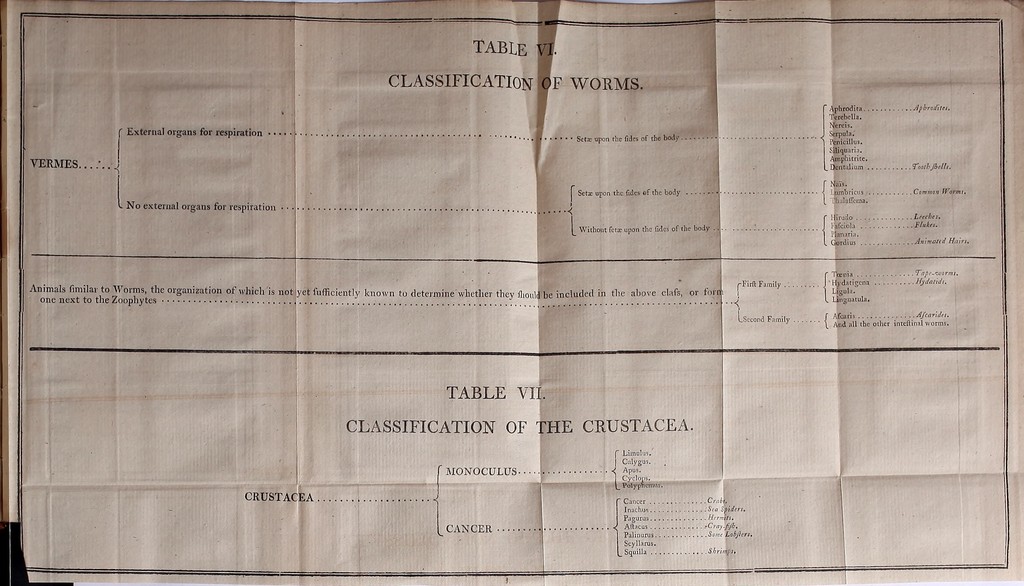 TABLE VI.
CLASSIFICATION OF WORMS.
VERMES......
External organs for respiration ........ Setæ upon the ſides of the body ........
Aphrodita ............ Aphrodites.
Terebella.
Nereis.
Serpula.
Penicillus.
Siliquaria.
Amphitrite.
Dentalium ............ Tooth-ſhells.
No external organs for respiration ........
Setæ upon the ſides of the body ........
Nais.
Lumbricus ............ Common Worms.
Thalaſſema.
Without ſetæ upon the ſides of the body ........
Hirudo ............ Leeches.
Faſciola ............ Flukes.
Planaria.
Gordius ............ Animated Hairs.
Animals ſimilar to Worms, the organization of which is not yet ſufficiently known to determine whether they ſhould be included in the above claſs, or form
one next to the Zoophytes ........
Firſt Family ........
Tænia ............ Tape-worms.
Hydatigena ............ Hydatids.
Ligula.
Linguatula.
Second Family ........
Aſcaris ............ Aſcarides.
And all the other inteſtinal worms.
TABLE VII.
CLASSIFICATION OF THE CRUSTACEA.
CRUSTACEA ........
MONOCULUS ........
Limulus.
Calygus.
Apus.
Cyclops.
Polyphemus.
CANCER ........
Cancer ............ Crabs.
Inachus ............ Sea Spiders.
Pagurus ............ Hermits.
Aſtacus ............ Cray-fiſh.
Palinurus ............ Some Lobſters.
Scyllarus.
Squilla ............ Shrimps.